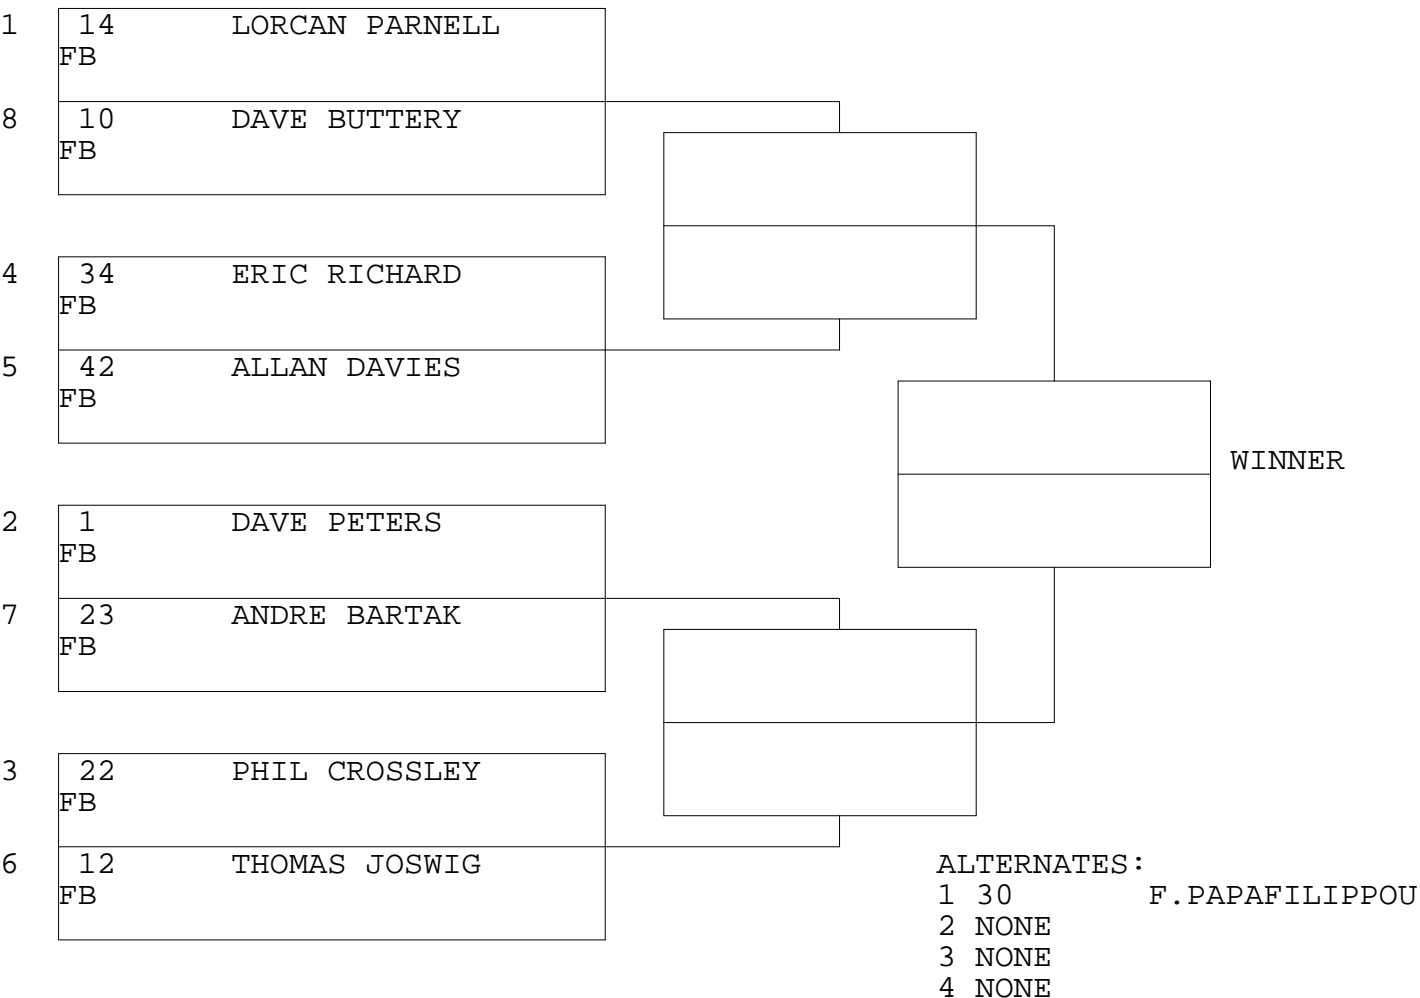 1 14 LORCAN PARNELL
FB
8 10 DAVE BUTTERY
FB
4 34 ERIC RICHARD
FB
5 42 ALLAN DAVIES
FB
WINNER
2 1 DAVE PETERS
FB
7 23 ANDRE BARTAK
FB
3 22 PHIL CROSSLEY
FB
6 12 THOMAS JOSWIG
FB
ALTERNATES:
1 30 F.PAPAFILIPPOU
2 NONE
3 NONE
4 NONE